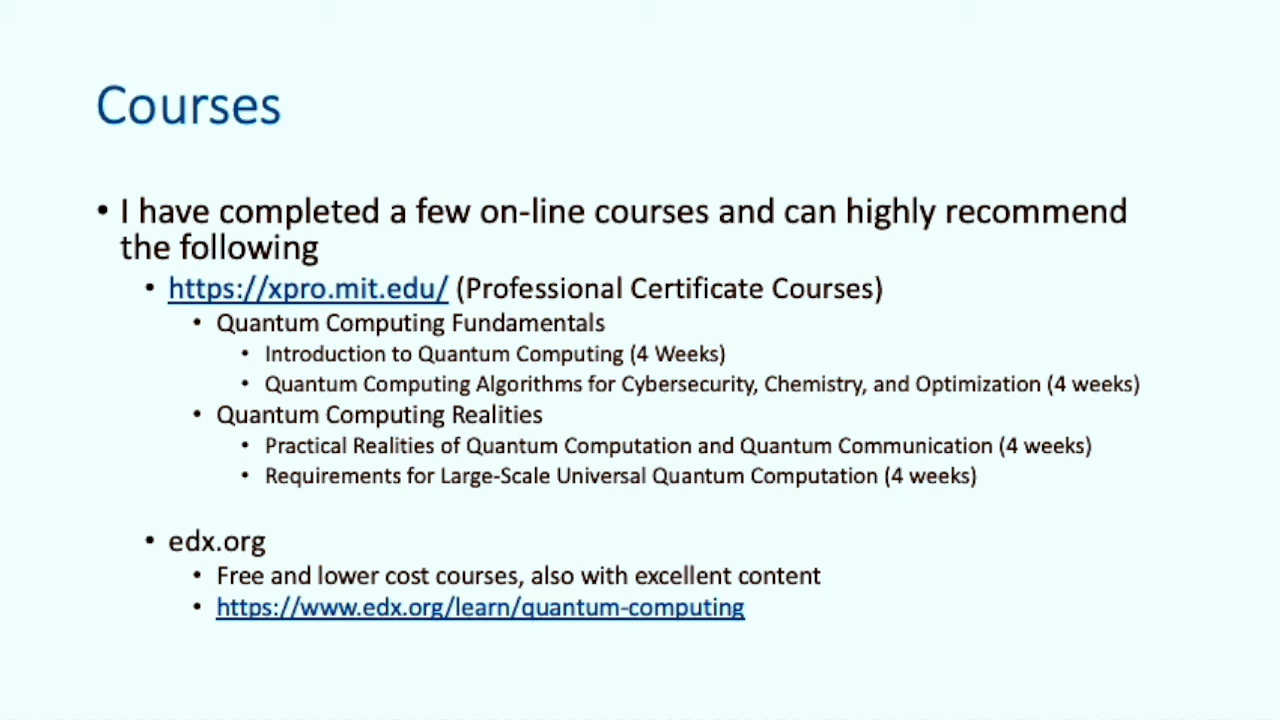 Courses
• I have completed a few on-line courses and can highly recommend
the following
• https://xpro.mit.edu/ (Professional Certificate Courses)
• Quantum Computing Fundamentals
• Introduction to Quantum Computing (4 Weeks)
• Quantum Computing Algorithms for Cybersecurity, Chemistry, and Optimization (4 weeks)
• Quantum Computing Realities
• Practical Realities of Quantum Computation and Quantum Communication (4 weeks)
• Requirements for Large-Scale Universal Quantum Computation (4 weeks)
• edx.org
• Free and lower cost courses, also with excellent content
• https://www.edx.org/learn/quantum-computing